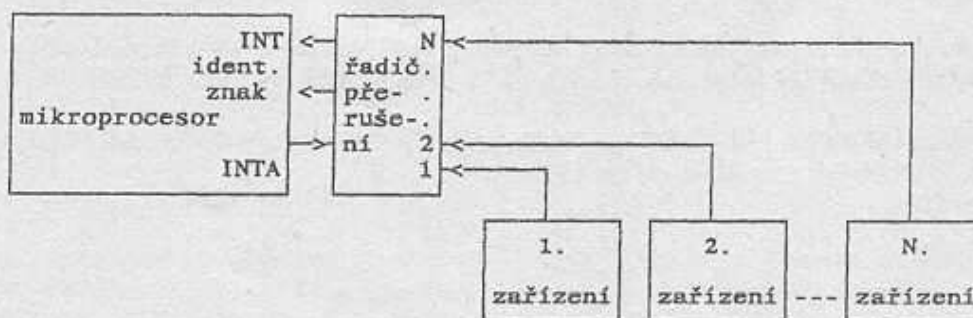 INT
ident.
znak
mikroprocesor
INTA
N
řadič.
pře- .
ruše-.
ní 2
1
1.
zařízení
2.
zařízení
---
N.
zařízení